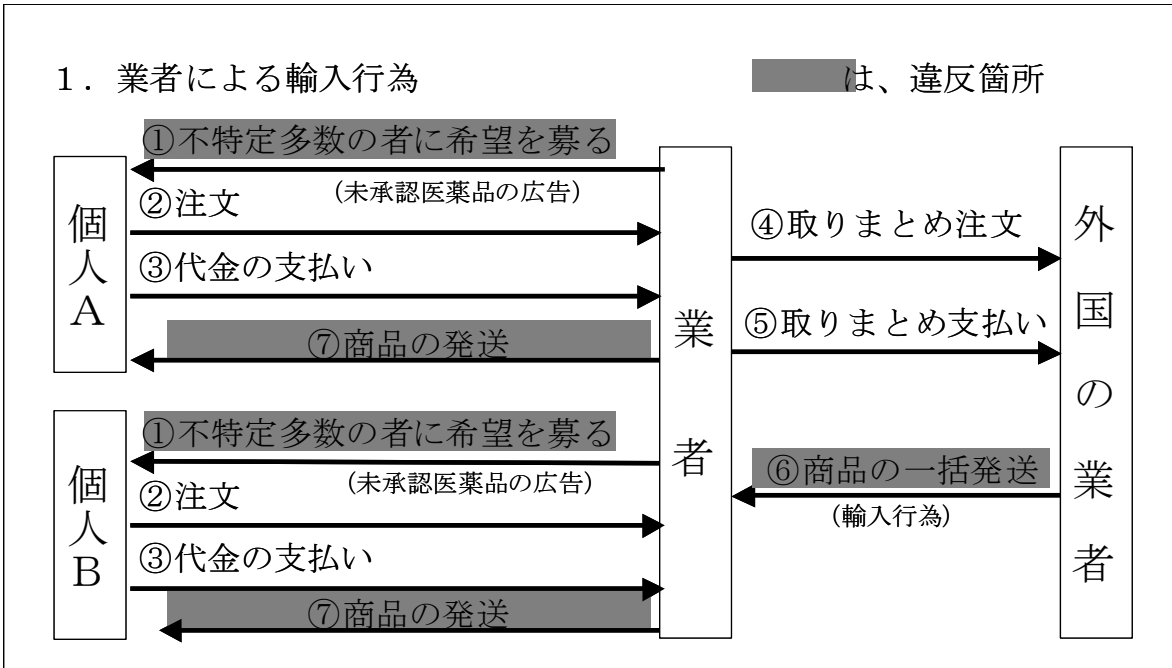 1．業者による輸入行為
は、違反箇所
①不特定多数の者に希望を募る
(未承認医薬品の広告)
②注文
③代金の支払い
⑦商品の発送
個人A
①不特定多数の者に希望を募る
(未承認医薬品の広告)
②注文
③代金の支払い
⑦商品の発送
個人B
業者
④取りまとめ注文
⑤取りまとめ支払い
⑥商品の一括発送
(輸入行為)
外国の業者